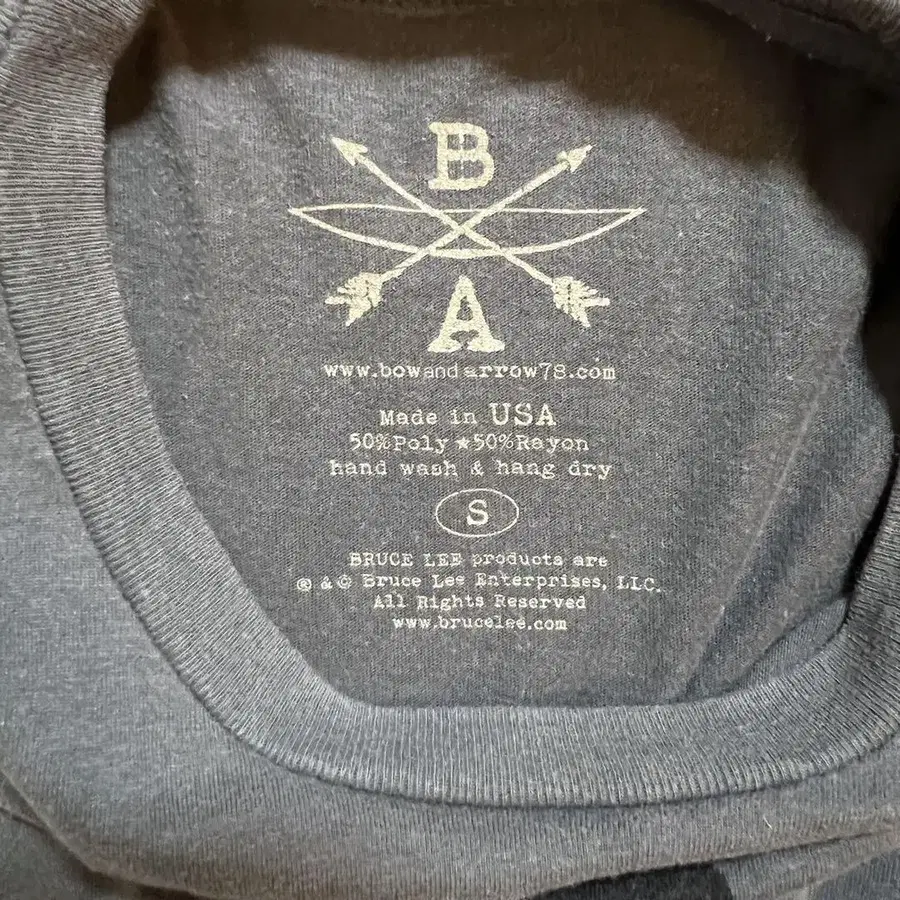 B
A
www.bowandarrow78.com
Made in USA
50%Poly★50%Rayon
hand wash & hang dry
S
BRUCE LEE products are
® & © Bruce Lee Enterprises, LLC.
All Rights Reserved
www.brucelee.com